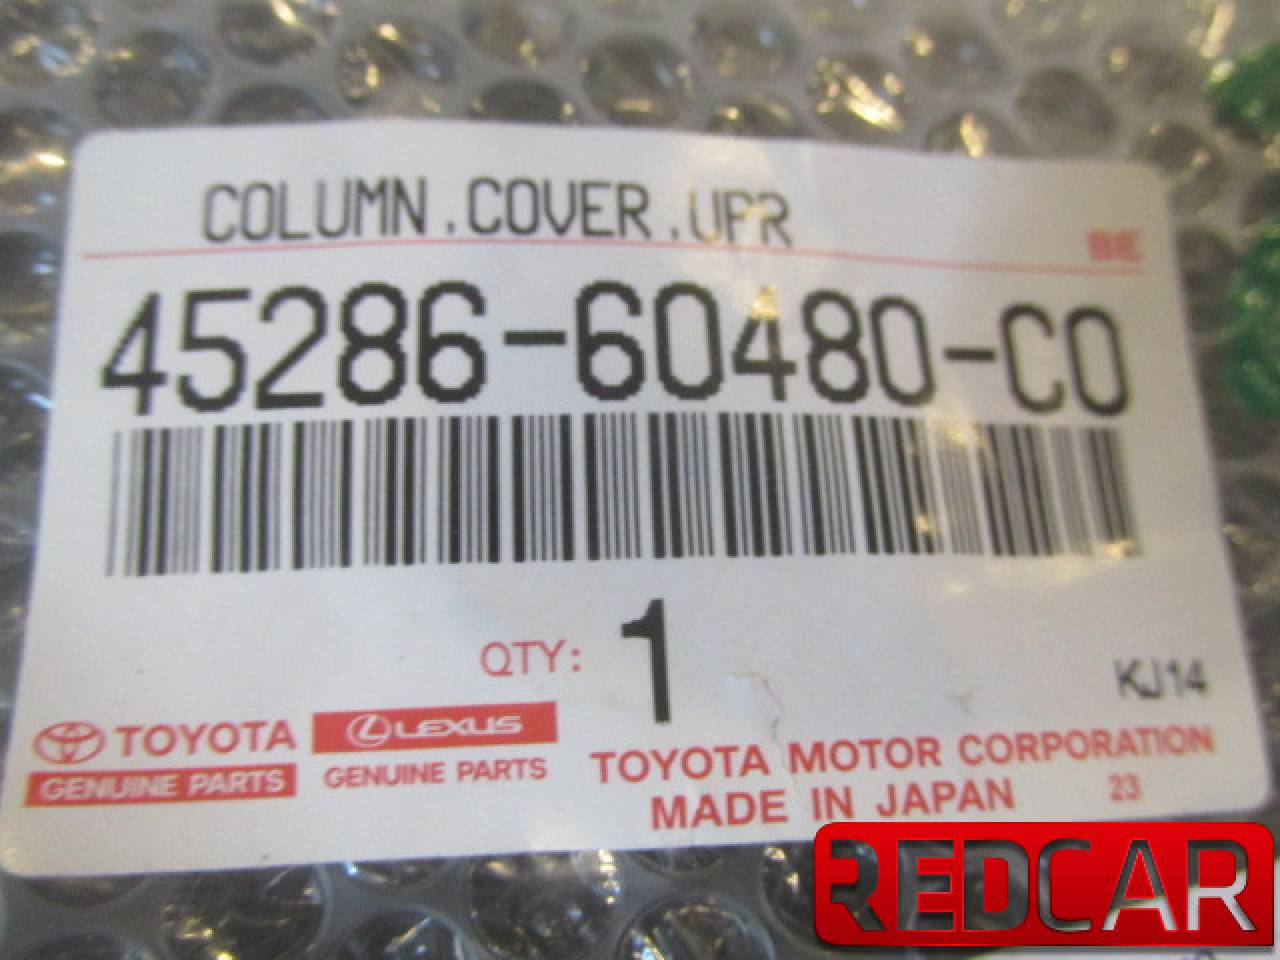 COLUMN,COVER,UPR
BE
45286-60480-C0
QTY: 1
KJ14
TOYOTA
GENUINE PARTS
LEXUS
GENUINE PARTS
TOYOTA MOTOR CORPORATION
MADE IN JAPAN 23
REDCAR